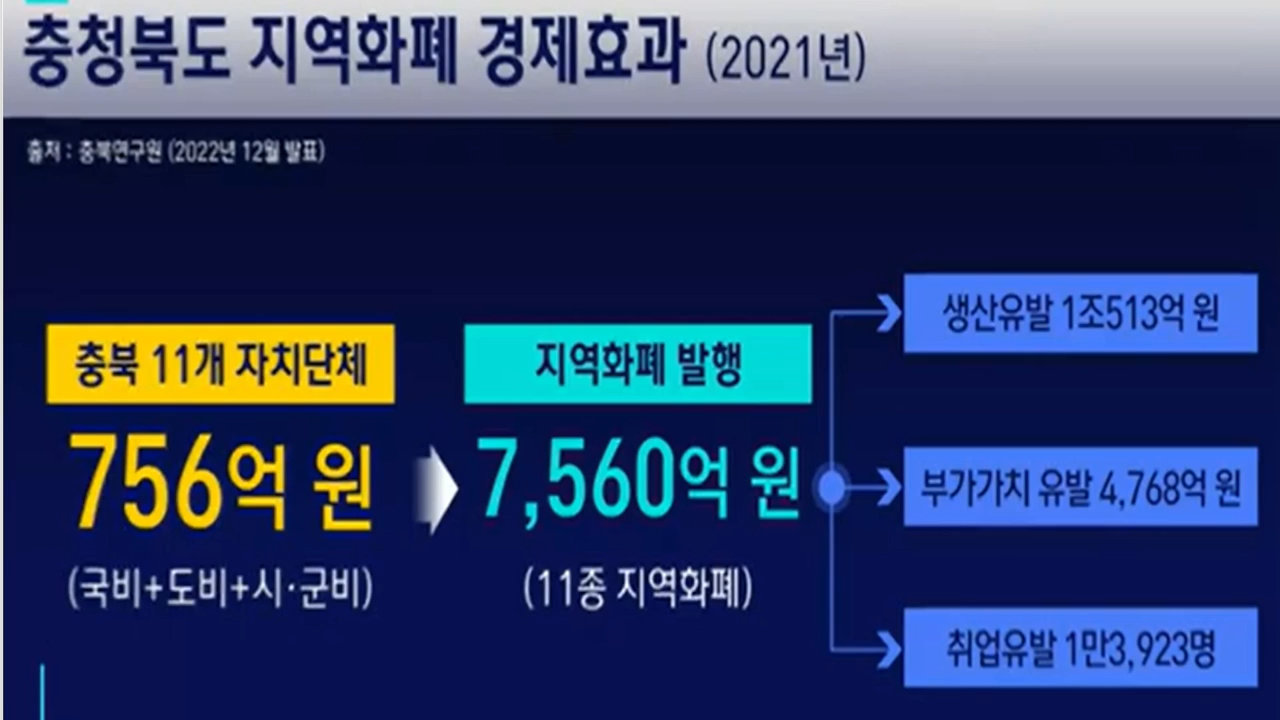 충청북도 지역화폐 경제효과 (2021년)
출처 : 충북연구원 (2022년 12월 발표)
충북 11개 자치단체
756억 원
(국비+도비+시·군비)
지역화폐 발행
7,560억 원
(11종 지역화폐)
생산유발 1조513억 원
부가가치 유발 4,768억 원
취업유발 1만3,923명